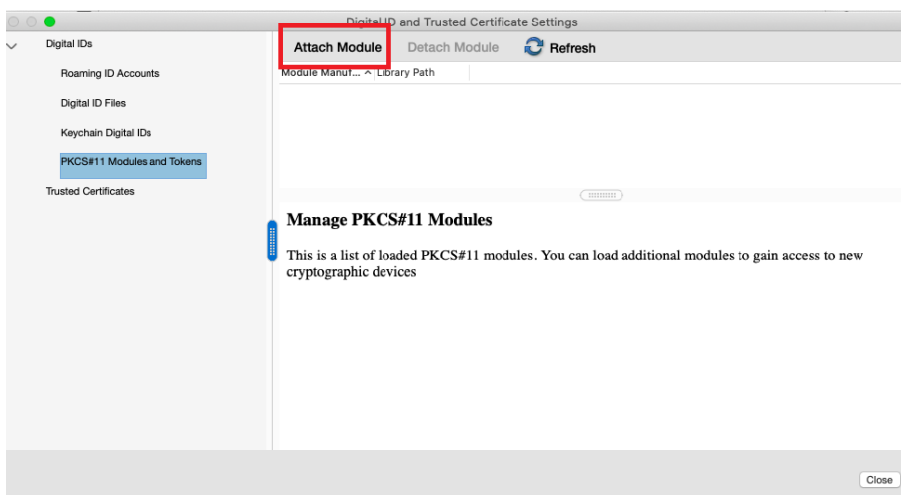 Digital ID and Trusted Certificate Settings
Digital IDs
Roaming ID Accounts
Digital ID Files
Keychain Digital IDs
PKCS#11 Modules and Tokens
Trusted Certificates
Attach Module Detach Module Refresh
Module Manuf... Library Path
Manage PKCS#11 Modules
This is a list of loaded PKCS#11 modules. You can load additional modules to gain access to new
cryptographic devices
Close